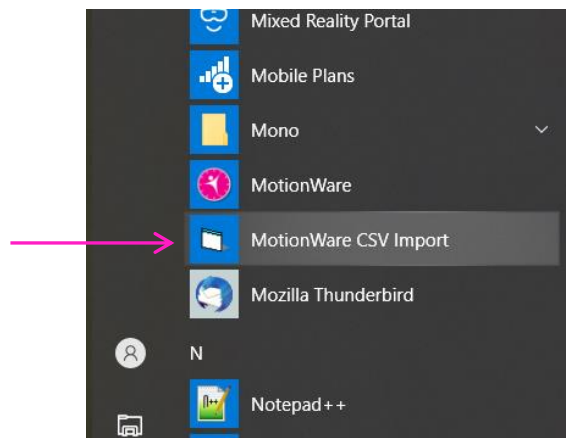 Mixed Reality Portal
Mobile Plans
Mono
MotionWare
MotionWare CSV Import
Mozilla Thunderbird
N
Notepad++